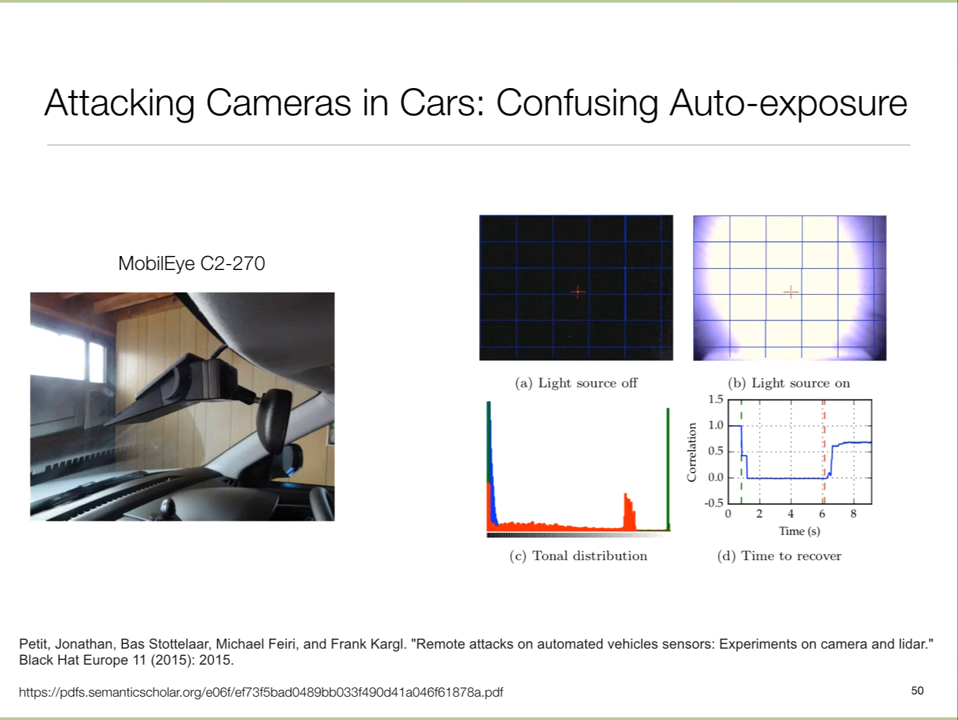 Attacking Cameras in Cars: Confusing Auto-exposure
MobilEye C2-270
(a) Light source off
(b) Light source on
1.5
1.0
0.5
0.0
-0.5
Correlation
0
2
4
6
8
Time (s)
(c) Tonal distribution
(d) Time to recover
Petit, Jonathan, Bas Stottelaar, Michael Feiri, and Frank Kargl. "Remote attacks on automated vehicles sensors: Experiments on camera and lidar."
Black Hat Europe 11 (2015): 2015.
https://pdfs.semanticscholar.org/e06f/ef73f5bad0489bb033f490d41a046f61878a.pdf
50